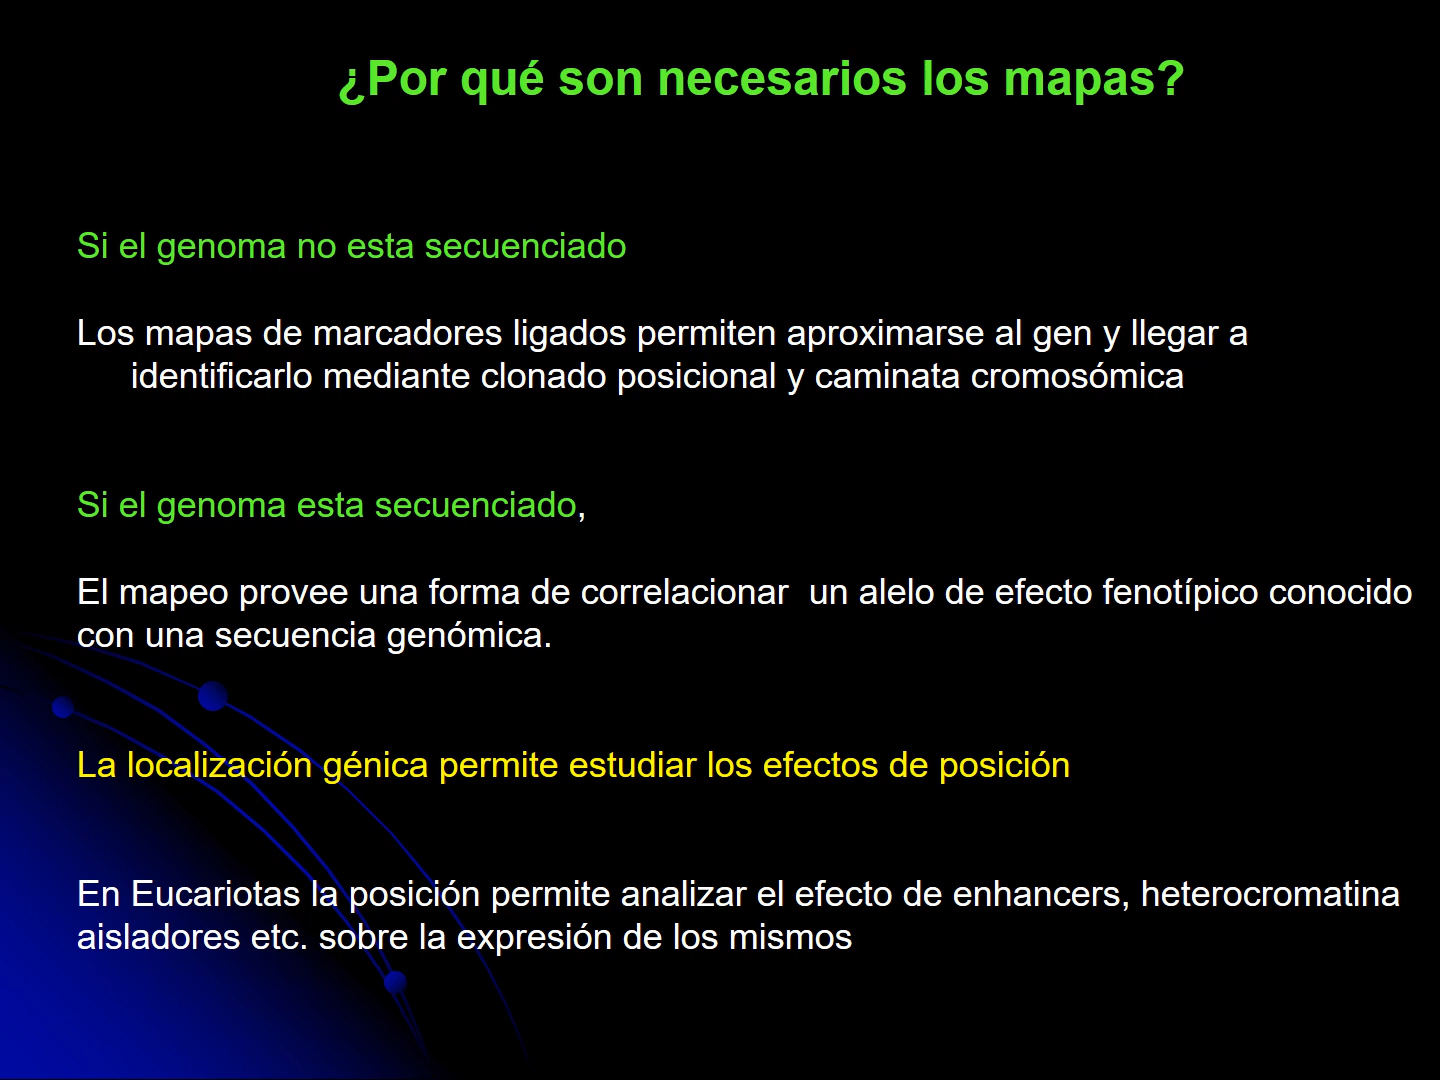 ¿Por qué son necesarios los mapas?
Si el genoma no esta secuenciado
Los mapas de marcadores ligados permiten aproximarse al gen y llegar a
identificarlo mediante clonado posicional y caminata cromosómica
Si el genoma esta secuenciado,
El mapeo provee una forma de correlacionar  un alelo de efecto fenotípico conocido
con una secuencia genómica.
La localización génica permite estudiar los efectos de posición
En Eucariotas la posición permite analizar el efecto de enhancers, heterocromatina
aisladores etc. sobre la expresión de los mismos